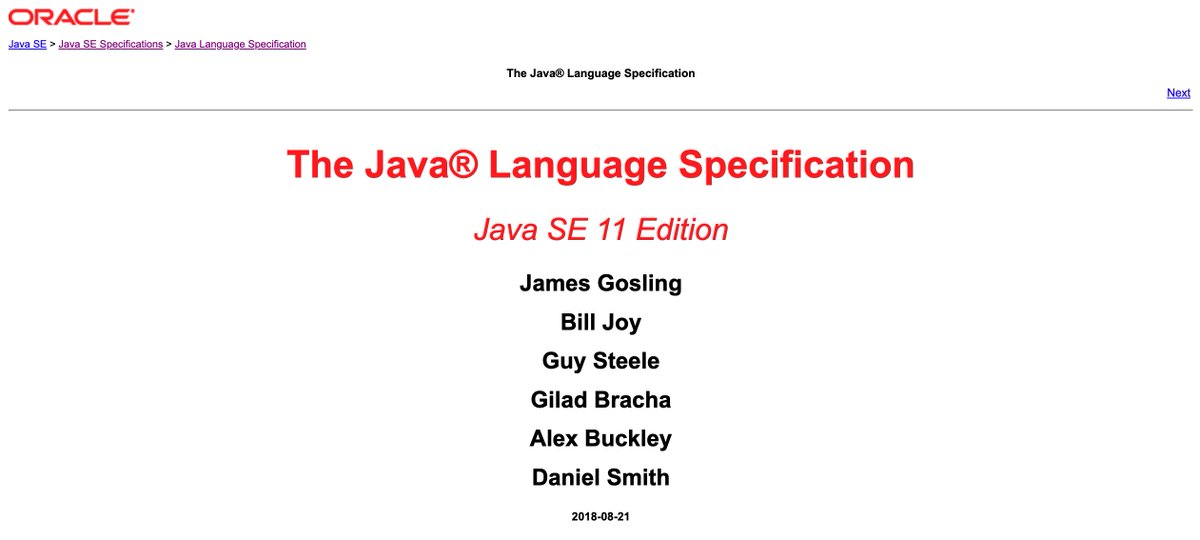 ORACLE®
Java SE > Java SE Specifications > Java Language Specification
The Java® Language Specification
Next
The Java® Language Specification
Java SE 11 Edition
James Gosling
Bill Joy
Guy Steele
Gilad Bracha
Alex Buckley
Daniel Smith
2018-08-21